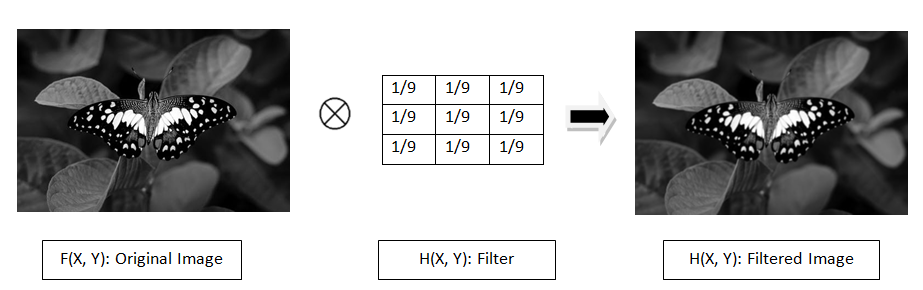 1/9 1/9 1/9
1/9 1/9 1/9
1/9 1/9 1/9
F(X, Y): Original Image
H(X, Y): Filter
H(X, Y): Filtered Image